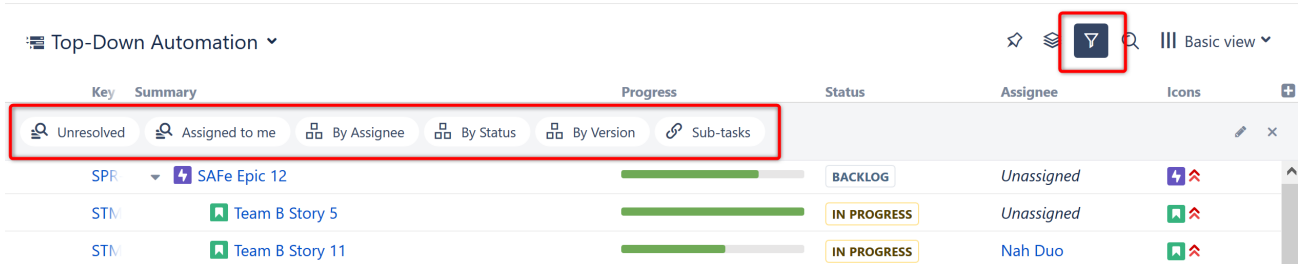 Top-Down Automation Basic view
Key Summary Progress Status Assignee Icons
Unresolved Assigned to me By Assignee By Status By Version Sub-tasks
SPR SAFe Epic 12 BACKLOG Unassigned
STM Team B Story 5 IN PROGRESS Unassigned
STM Team B Story 11 IN PROGRESS Nah Duo